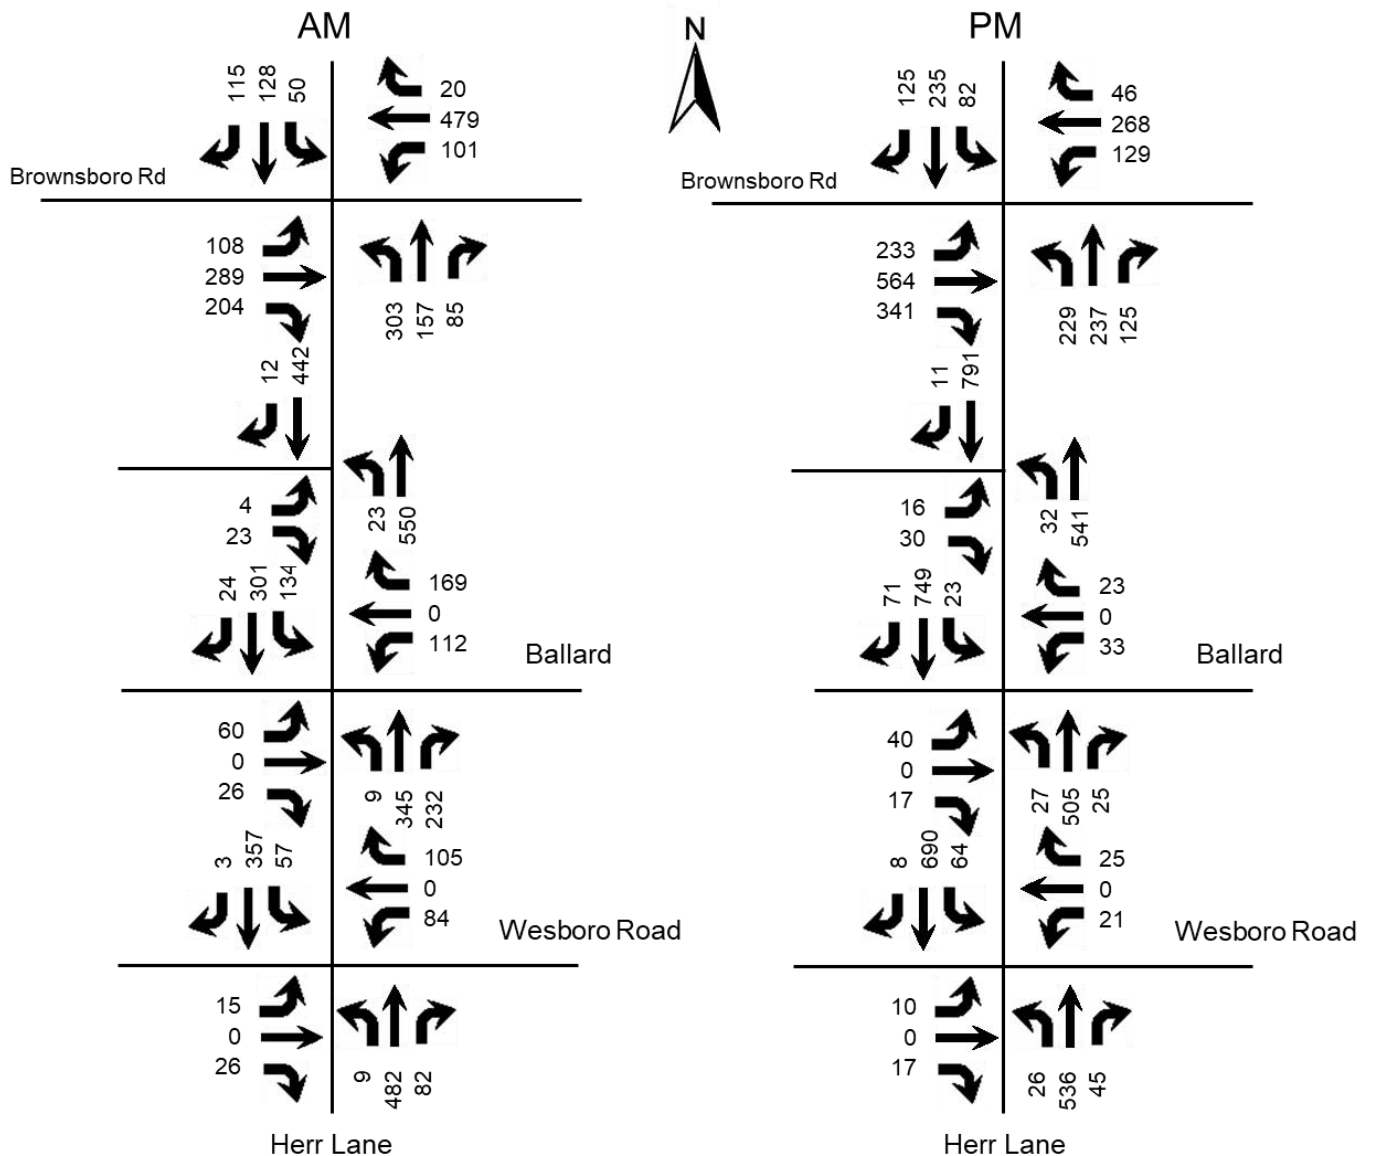 AM
N
PM
115 128 50
20
479
101
125 235 82
46
268
129
Brownsboro Rd
Brownsboro Rd
108
289
204
303 157 85
233
564
341
229 237 125
12 442
11 791
4
23
23 550
16
30
32 541
24 301 134
169
0
112
71 749 23
23
0
33
Ballard
Ballard
60
0
26
9 345 232
40
0
17
27 505 25
3 357 57
105
0
84
8 690 64
25
0
21
Wesboro Road
Wesboro Road
15
0
26
9 482 82
10
0
17
26 536 45
Herr Lane
Herr Lane